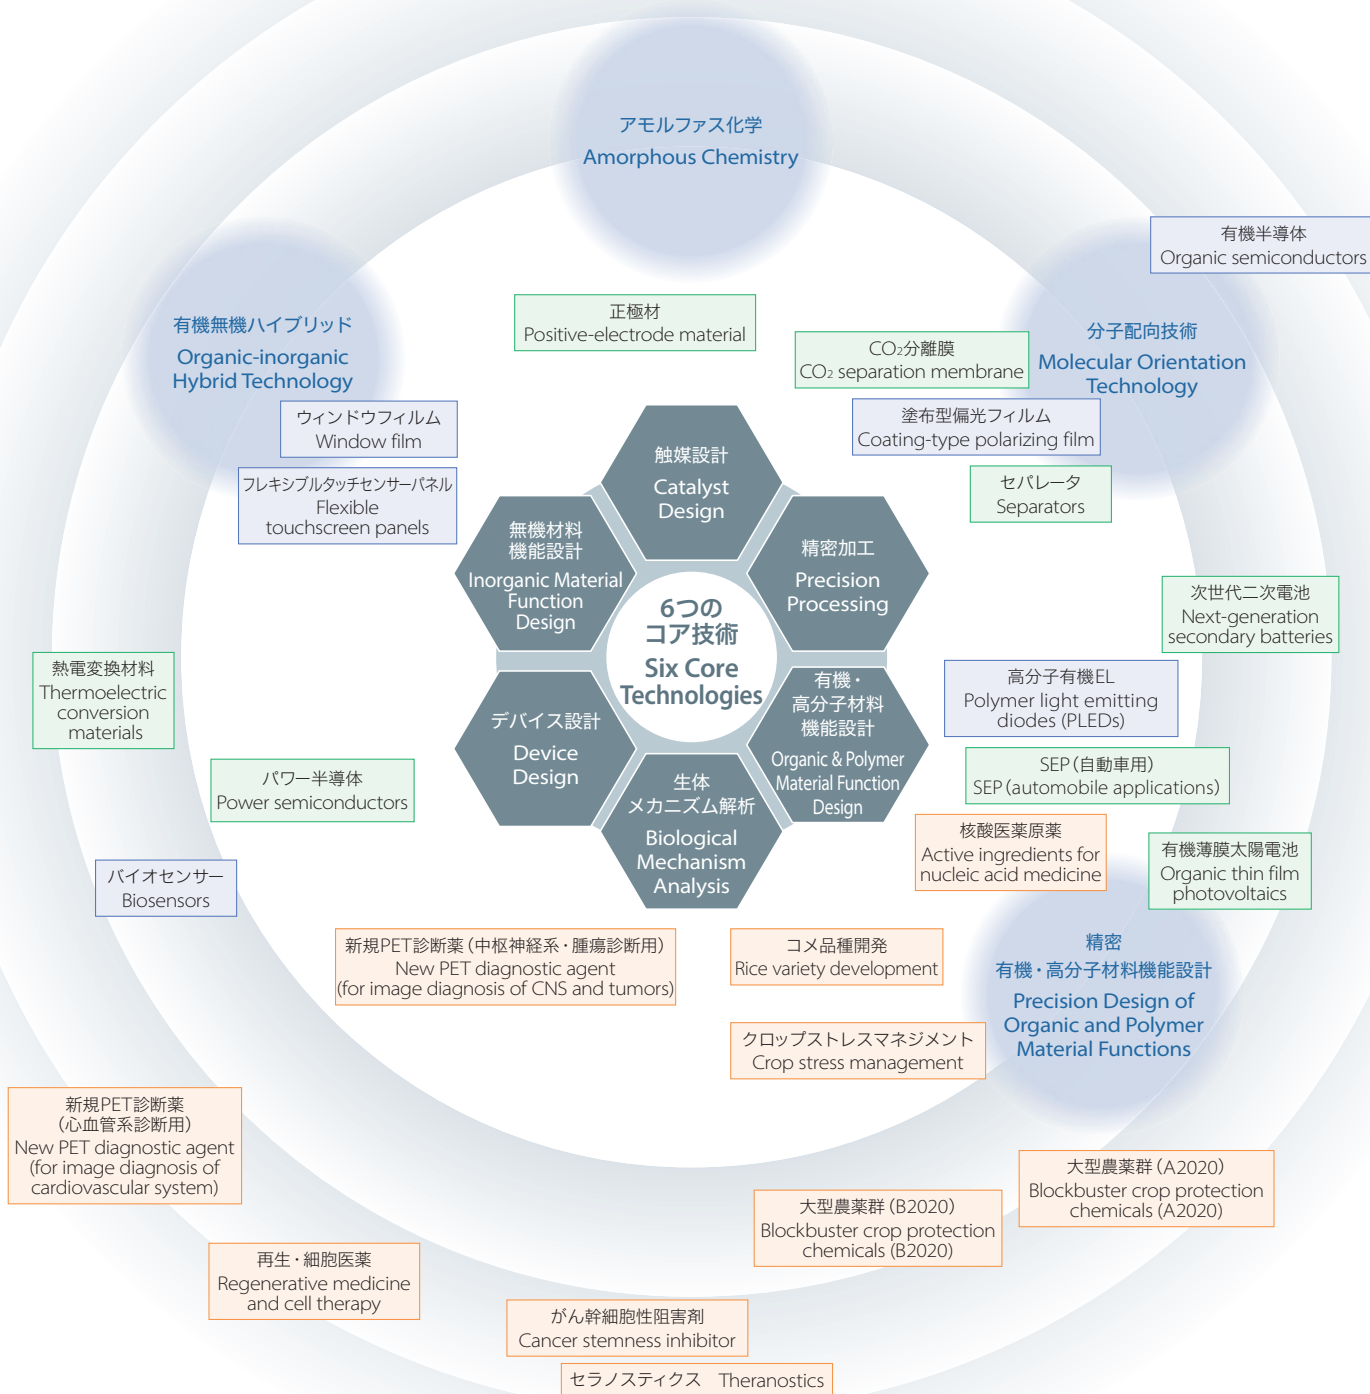 アモルファス化学
Amorphous Chemistry
有機半導体
Organic semiconductors
有機無機ハイブリッド
Organic-inorganic
Hybrid Technology
正極材
Positive-electrode material
CO₂分離膜
CO₂ separation membrane
分子配向技術
Molecular Orientation
Technology
ウィンドウフィルム
Window film
塗布型偏光フィルム
Coating-type polarizing film
フレキシブルタッチセンサーパネル
Flexible
touchscreen panels
セパレータ
Separators
触媒設計
Catalyst
Design
無機材料
機能設計
Inorganic Material
Function
Design
精密加工
Precision
Processing
6つの
コア技術
Six Core
Technologies
次世代二次電池
Next-generation
secondary batteries
熱電変換材料
Thermoelectric
conversion
materials
デバイス設計
Device
Design
有機・
高分子材料
機能設計
Organic & Polymer
Material Function
Design
高分子有機EL
Polymer light emitting
diodes (PLEDs)
パワー半導体
Power semiconductors
生体
メカニズム解析
Biological
Mechanism
Analysis
SEP（自動車用）
SEP (automobile applications)
核酸医薬原薬
Active ingredients for
nucleic acid medicine
有機薄膜太陽電池
Organic thin film
photovoltaics
バイオセンサー
Biosensors
新規PET診断薬（中枢神経系・腫瘍診断用）
New PET diagnostic agent
(for image diagnosis of CNS and tumors)
コメ品種開発
Rice variety development
精密
有機・高分子材料機能設計
Precision Design of
Organic and Polymer
Material Functions
クロップストレスマネジメント
Crop stress management
新規PET診断薬
（心血管系診断用）
New PET diagnostic agent
(for image diagnosis of
cardiovascular system)
大型農薬群（A2020）
Blockbuster crop protection
chemicals (A2020)
大型農薬群（B2020）
Blockbuster crop protection
chemicals (B2020)
再生・細胞医薬
Regenerative medicine
and cell therapy
がん幹細胞性阻害剤
Cancer stemness inhibitor
セラノスティクス　Theranostics